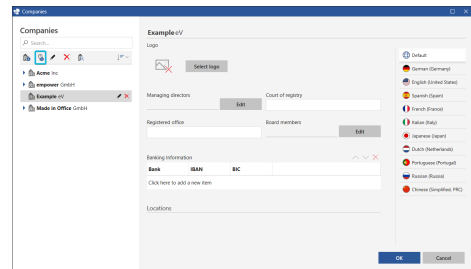 Companies
Companies
Search...
Acme Inc
empower GmbH
Example eV
Made in Office GmbH
Example eV
Logo
Select logo
Managing directors
Edit
Court of registry
Registered office
Board members
Edit
Banking Information
Bank IBAN BIC
Click here to add a new item
Locations
Default
German (Germany)
English (United States)
Spanish (Spain)
French (France)
Italian (Italy)
Japanese (Japan)
Dutch (Netherlands)
Portuguese (Portugal)
Russian (Russia)
Chinese (Simplified, PRC)
OK Cancel